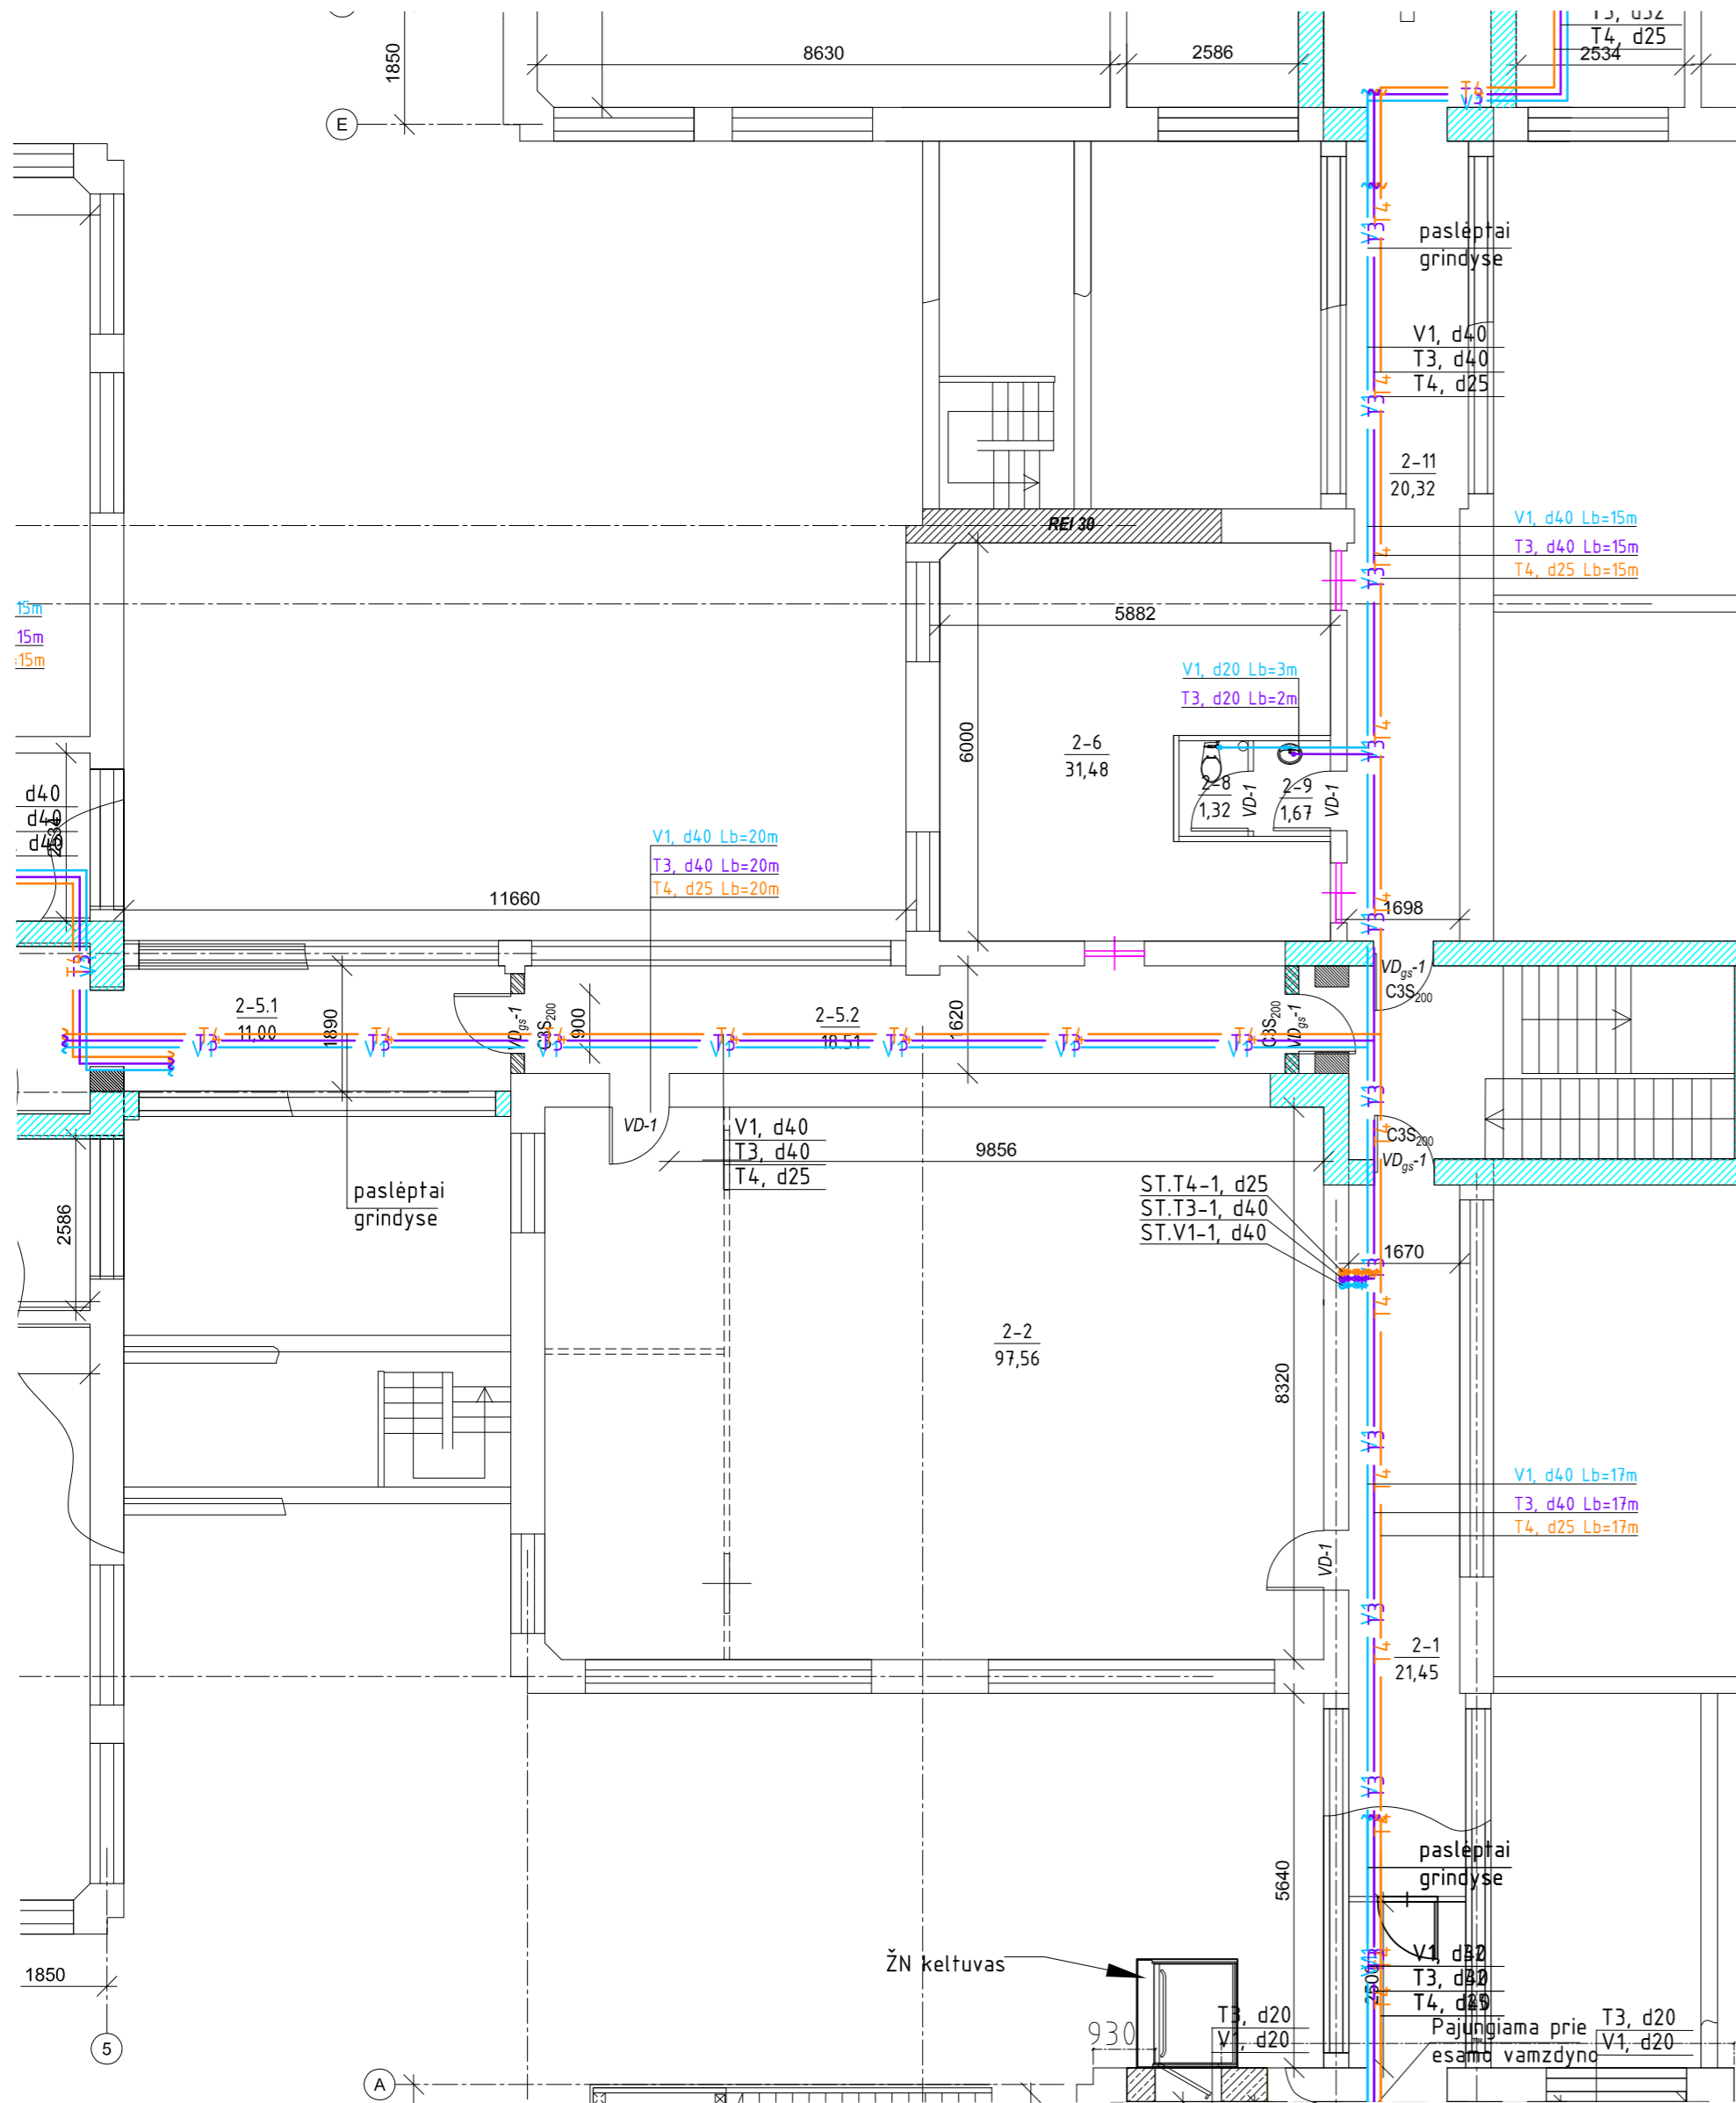 8630
2586
T4, d25
2534
1850
E
T4
T3
V1
paslėptai
grindyse
V1, d40
T3, d40
T4, d25
2-11
20,32
REI 30
V1, d40 Lb=15m
T3, d40 Lb=15m
T4, d25 Lb=15m
15m
15m
=15m
5882
V1, d20 Lb=3m
T3, d20 Lb=2m
6000
2-6
31,48
2-8
1,32
VD-1
2-9
1,67
VD-1
d40
V1, d40 Lb=20m
T3, d40 Lb=20m
T4, d25 Lb=20m
11660
1698
VDgs-1
C3S200
2-5.1
11,00
1890
VDgs-1
C3S200
900
2-5.2
18.51
1620
C3S200
VDgs-1
VD-1
V1, d40
T3, d40
T4, d25
9856
C3S200
VDgs-1
paslėptai
grindyse
2586
ST.T4-1, d25
ST.T3-1, d40
ST.V1-1, d40
1670
2-2
97,56
8320
V1, d40 Lb=17m
T3, d40 Lb=17m
T4, d25 Lb=17m
VD-1
2-1
21,45
paslėptai
grindyse
5640
ŽN keltuvas
1850
5
930
T3, d20
V1, d20
Pajungiama prie
esamo vamzdyno
T3, d20
V1, d20
A